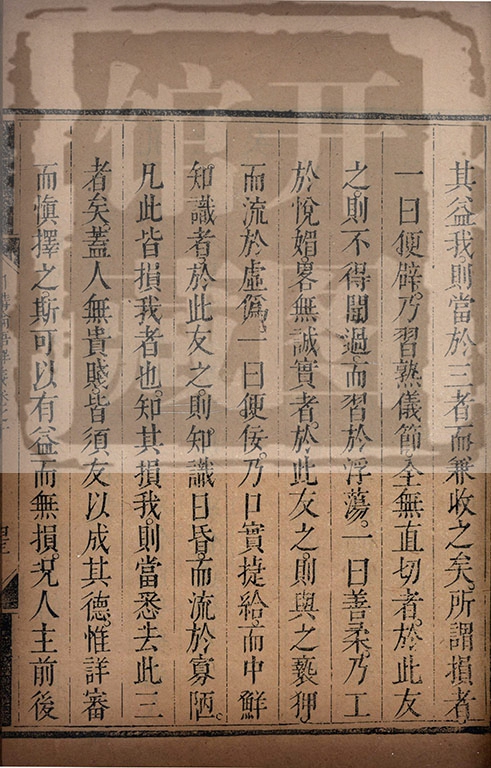 其益我則當於三者而兼收之矣。所謂損者
一曰便辟。乃習熟儀節。全無直切者。於此友
之。則不得聞過。而習於浮蕩。一曰善柔。乃工
於悅媚。畧無誠實者。於此友之。則與之褻狎
而流於虛僞。一曰便佞。乃口實捷給。而中鮮
知識者。於此友之。則知識日昏。而流於寡陋。
凡此皆損我者也。知其損我。則當悉去此三
者矣。蓋人無貴賤。皆須友以成其德。惟詳審
而慎擇之。斯可以有益而無損。况人主前後